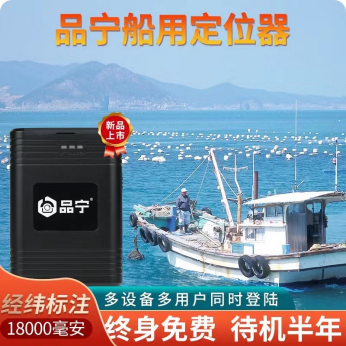 品宁船用定位器
新品
上市
品宁®
经纬标注
18000毫安
多设备多用户同时登陆
终身免费 待机半年